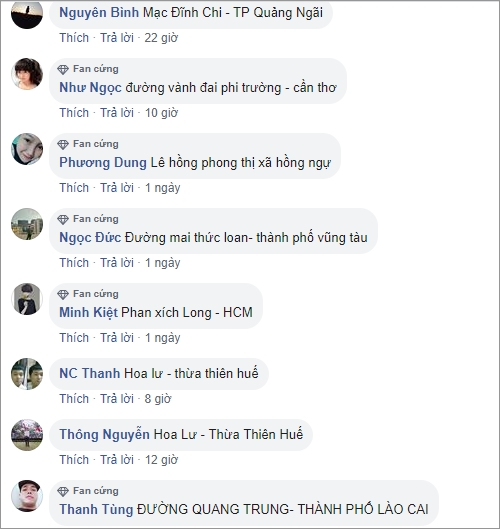 Nguyên Bình Mạc Đĩnh Chi - TP Quảng Ngãi
Thích · Trả lời · 22 giờ
Fan cứng
Như Ngọc đường vành đai phi trường - cần thơ
Thích · Trả lời · 10 giờ
Fan cứng
Phương Dung Lê hồng phong thị xã hồng ngự
Thích · Trả lời · 1 ngày
Fan cứng
Ngọc Đức Đường mai thức loan- thành phố vũng tàu
Thích · Trả lời · 1 ngày
Fan cứng
Minh Kiệt Phan xích Long - HCM
Thích · Trả lời · 1 ngày
NC Thanh Hoa lư - thừa thiên huế
Thích · Trả lời · 8 giờ
Thông Nguyễn Hoa Lư - Thừa Thiên Huế
Thích · Trả lời · 12 giờ
Fan cứng
Thanh Tùng ĐƯỜNG QUANG TRUNG- THÀNH PHỐ LÀO CAI